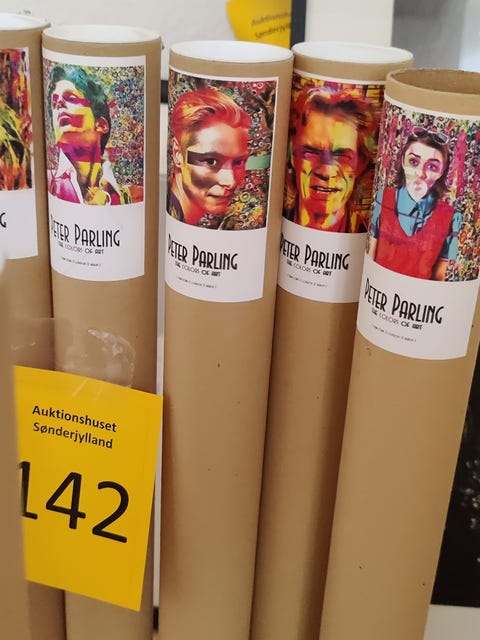 Auktionshuset
Sønderjylland
PETER PARLING
THE COLORS OF ART
PETER PARLING
THE COLORS OF ART
PETER PARLING
THE COLORS OF ART
PETER PARLING
THE COLORS OF ART
Auktionshuset
Sønderjylland
142